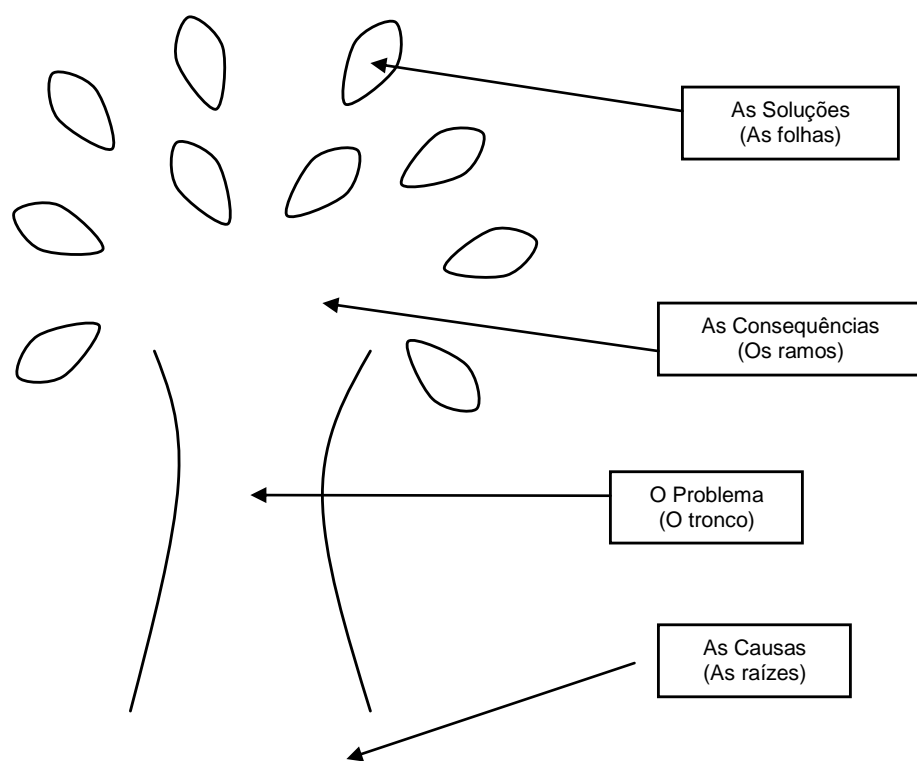 As Soluções
(As folhas)
As Consequências
(Os ramos)
O Problema
(O tronco)
As Causas
(As raízes)